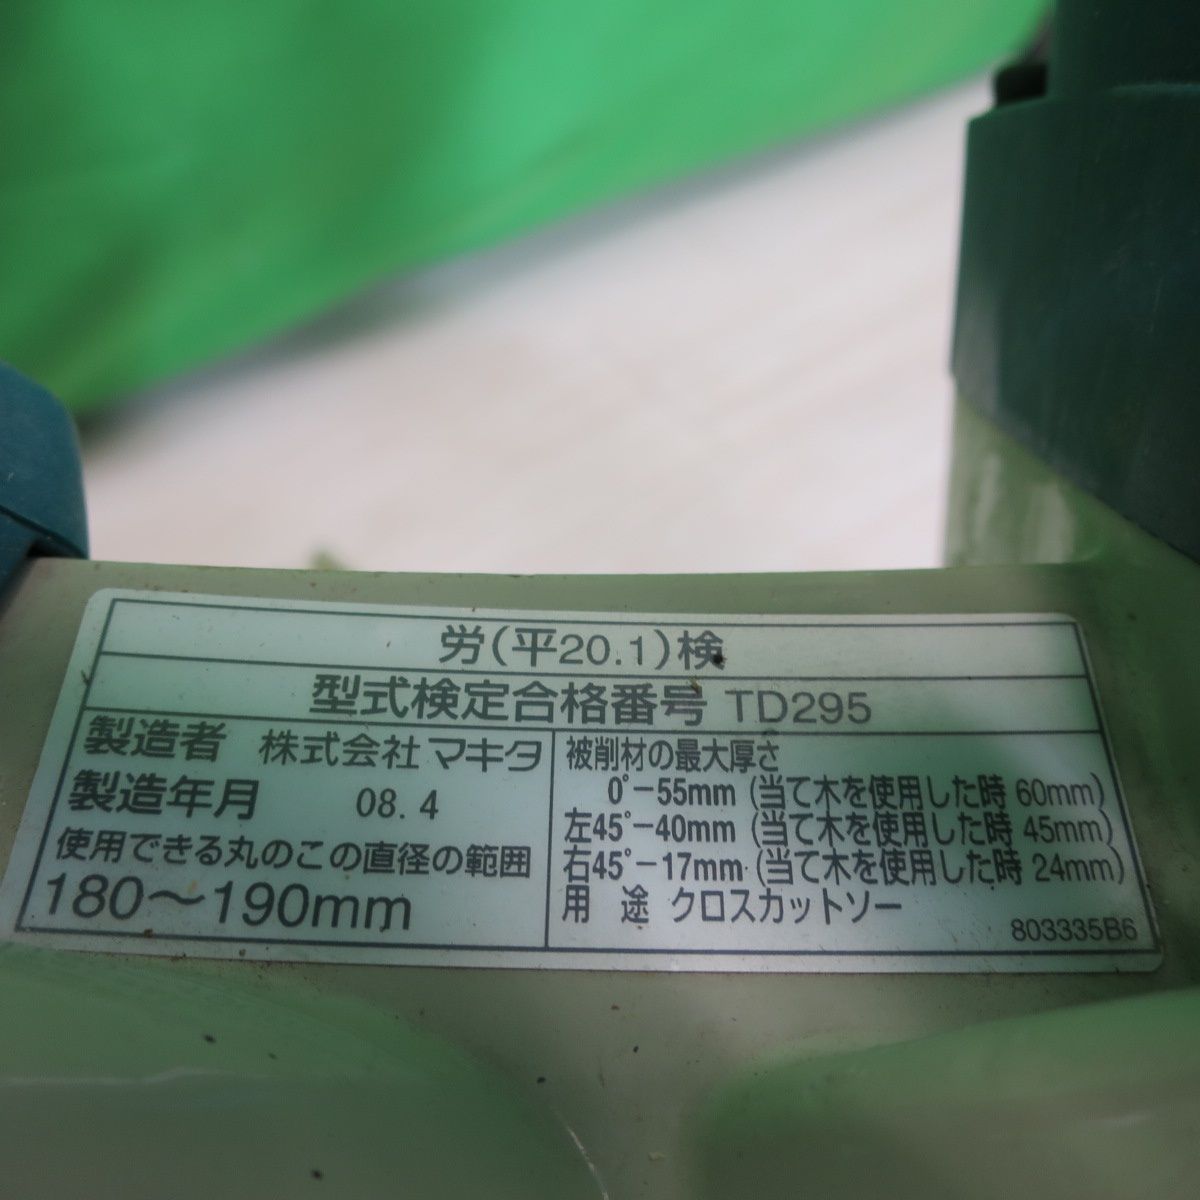 労(平20.1)検
型式検定合格番号 TD295
製造者 株式会社 マキタ
製造年月 08.4
使用できる丸のこの直径の範囲
180～190mm
被削材の最大厚さ
0°－55mm (当て木を使用した時 60mm)
左45°－40mm (当て木を使用した時 45mm)
右45°－17mm (当て木を使用した時 24mm)
用 途 クロスカットソー
803335B6